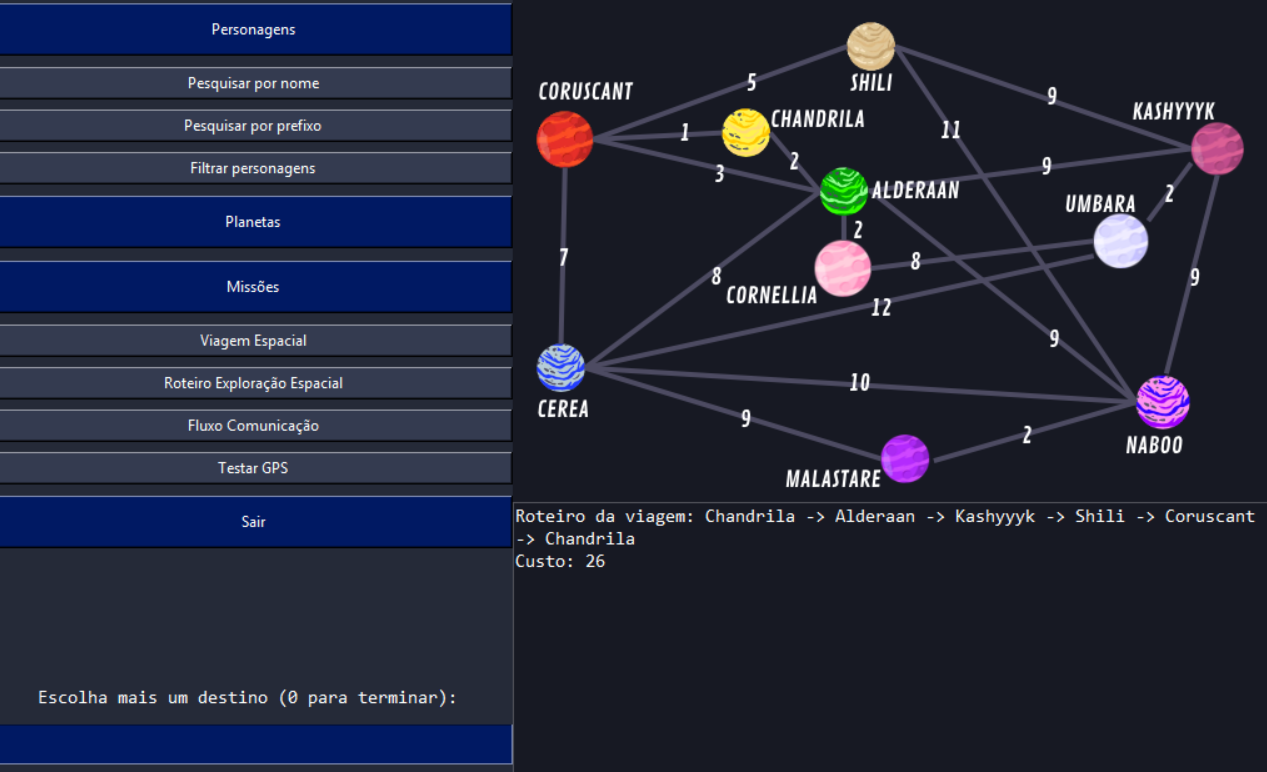 Personagens
Pesquisar por nome
Pesquisar por prefixo
Filtrar personagens
Planetas
Missões
Viagem Espacial
Roteiro Exploração Espacial
Fluxo Comunicação
Testar GPS
Sair
Escolha mais um destino (0 para terminar):
SHILI
5
9
CORUSCANT
KASHYYYK
CHANDRILA
11
1
2
3
9
ALDERAAN
2
UMBARA
2
7
8
8
9
CORNELLIA
12
9
10
CEREA
9
2
NABOO
MALASTARE
Roteiro da viagem: Chandrila -> Alderaan -> Kashyyyk -> Shili -> Coruscant
-> Chandrila
Custo: 26